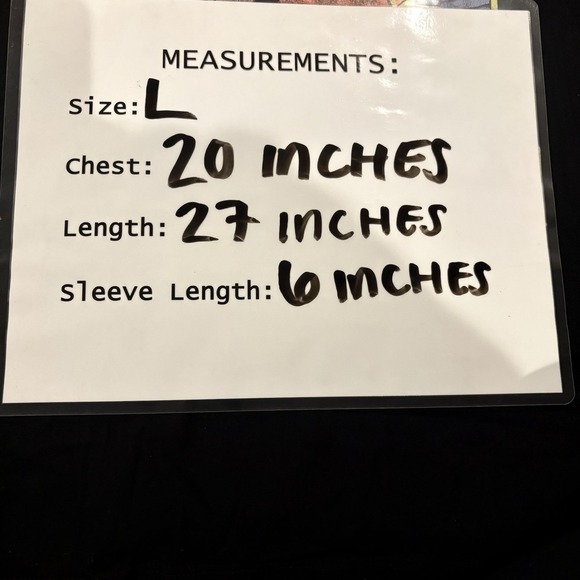 MEASUREMENTS:
Size: L
Chest: 20 INCHES
Length: 27 INCHES
Sleeve Length: 6 INCHES